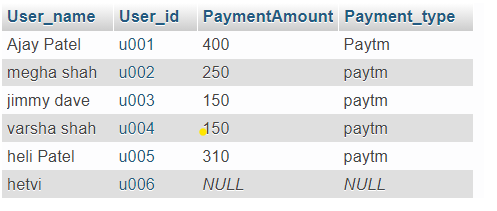 User_name User_id PaymentAmount Payment_type
Ajay Patel u001 400 Paytm
megha shah u002 250 paytm
jimmy dave u003 150 paytm
varsha shah u004 150 paytm
heli Patel u005 310 paytm
hetvi u006 NULL NULL